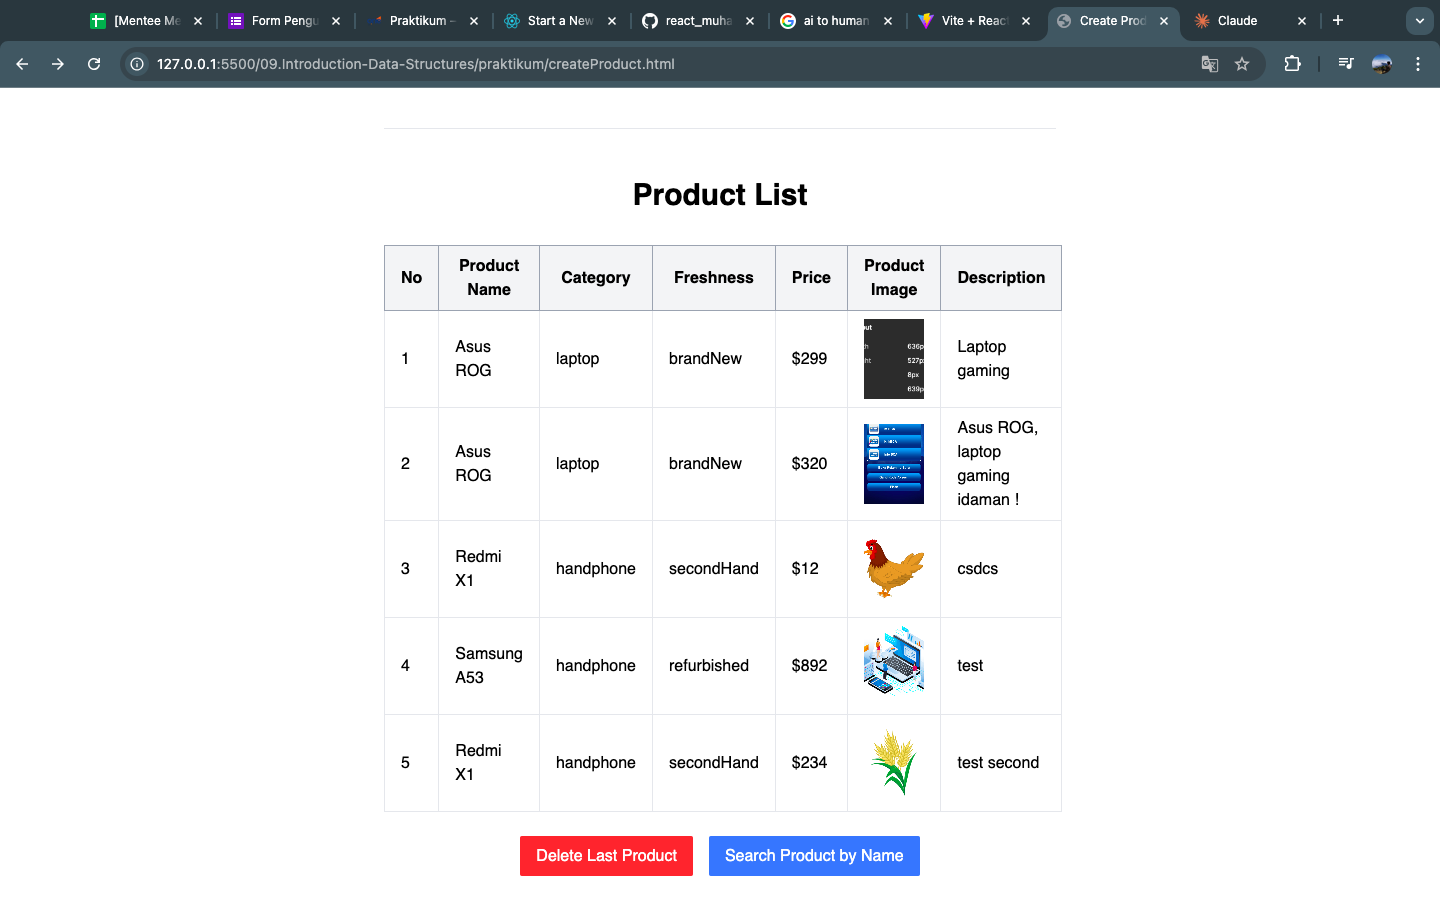 [Mentee Me
Form Pengu
Praktikum –
Start a New
react_muha
ai to human
Vite + React
Create Prod
Claude
127.0.0.1:5500/09.Introduction-Data-Structures/praktikum/createProduct.html
Product List
No
Product
Name
Category
Freshness
Price
Product
Image
Description
1
Asus
ROG
laptop
brandNew
$299
636p
527p
8px
639p
Laptop
gaming
2
Asus
ROG
laptop
brandNew
$320
Asus ROG,
laptop
gaming
idaman !
3
Redmi
X1
handphone
secondHand
$12
csdcs
4
Samsung
A53
handphone
refurbished
$892
test
5
Redmi
X1
handphone
secondHand
$234
test second
Delete Last Product
Search Product by Name